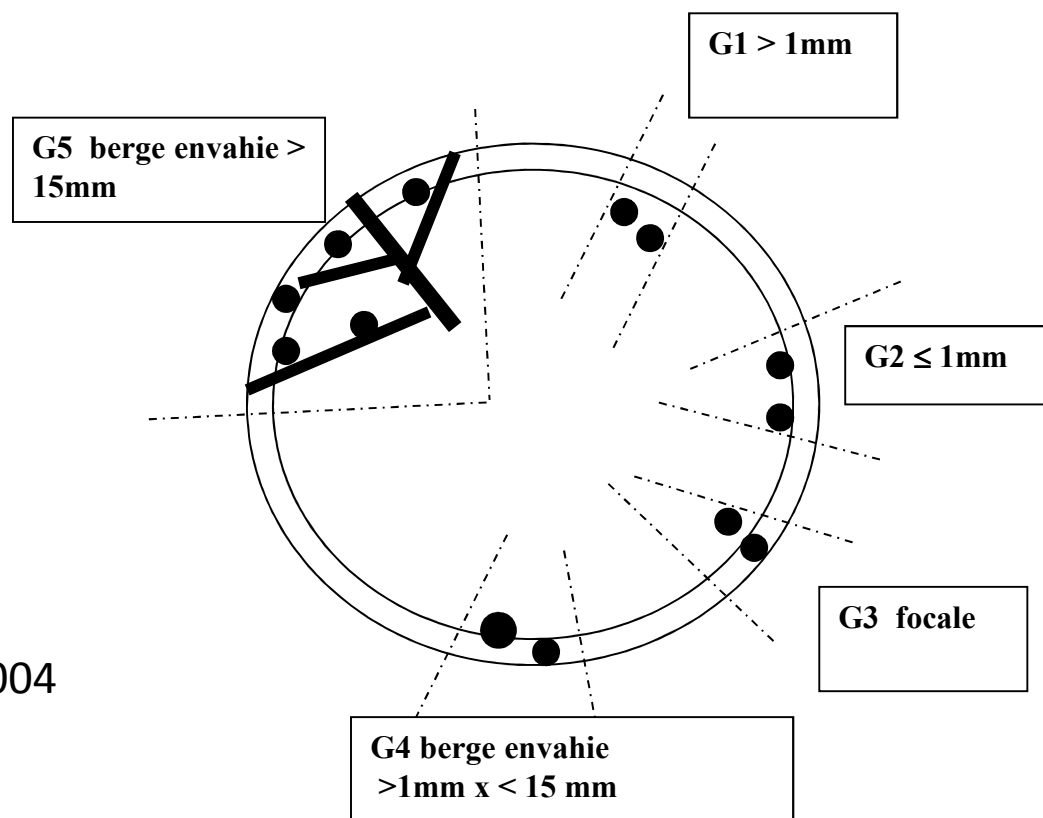 G1 > 1mm
G5 berge envahie >
15mm
G2 ≤ 1mm
G3 focale
004
G4 berge envahie
>1mm x < 15 mm